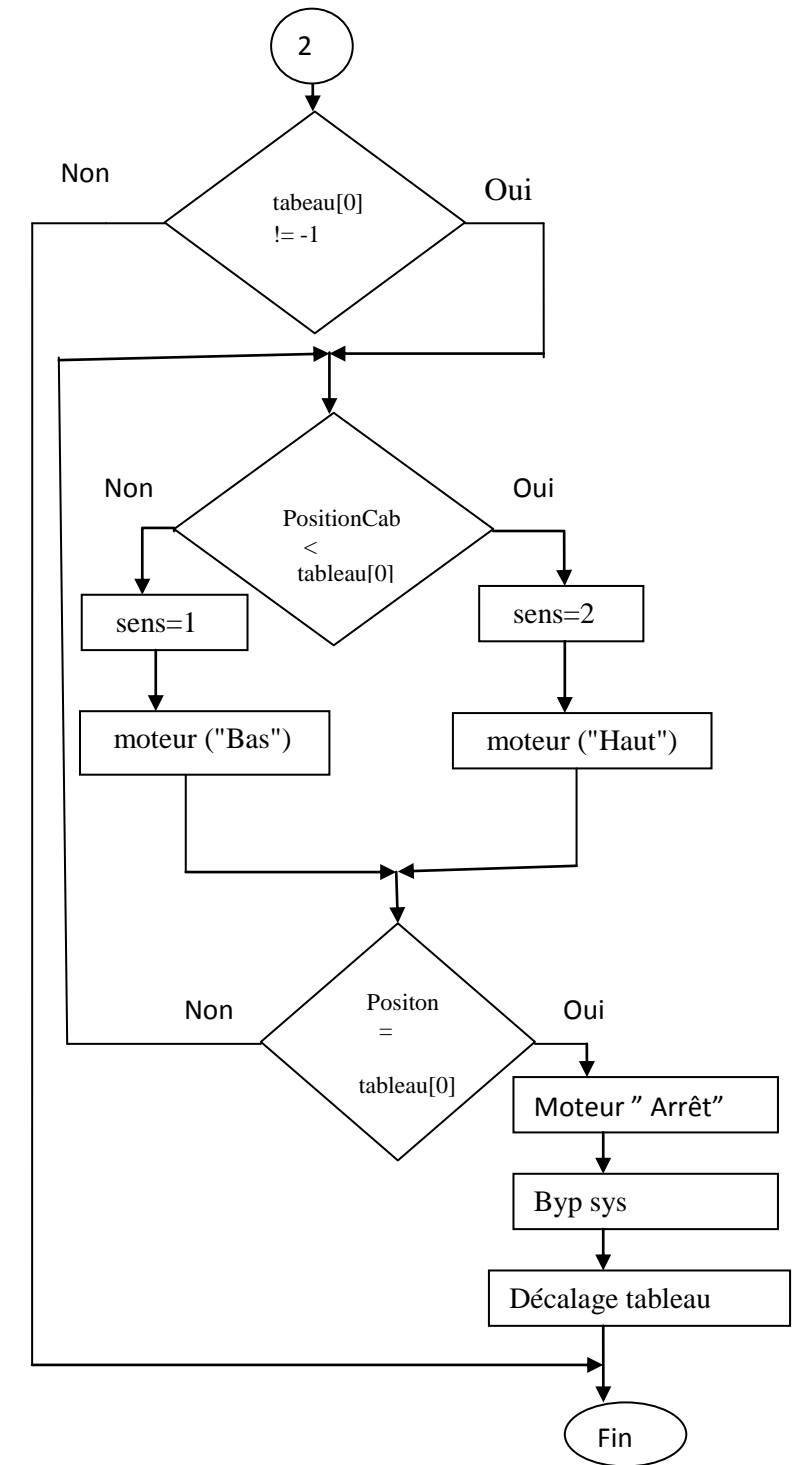 2
Non
Oui
tabeau[0]
!= -1
Non
Oui
PositionCab
<
tableau[0]
sens=1
sens=2
moteur ("Bas")
moteur ("Haut")
Non
Oui
Positon
=
tableau[0]
Moteur ” Arrêt”
Byp sys
Décalage tableau
Fin